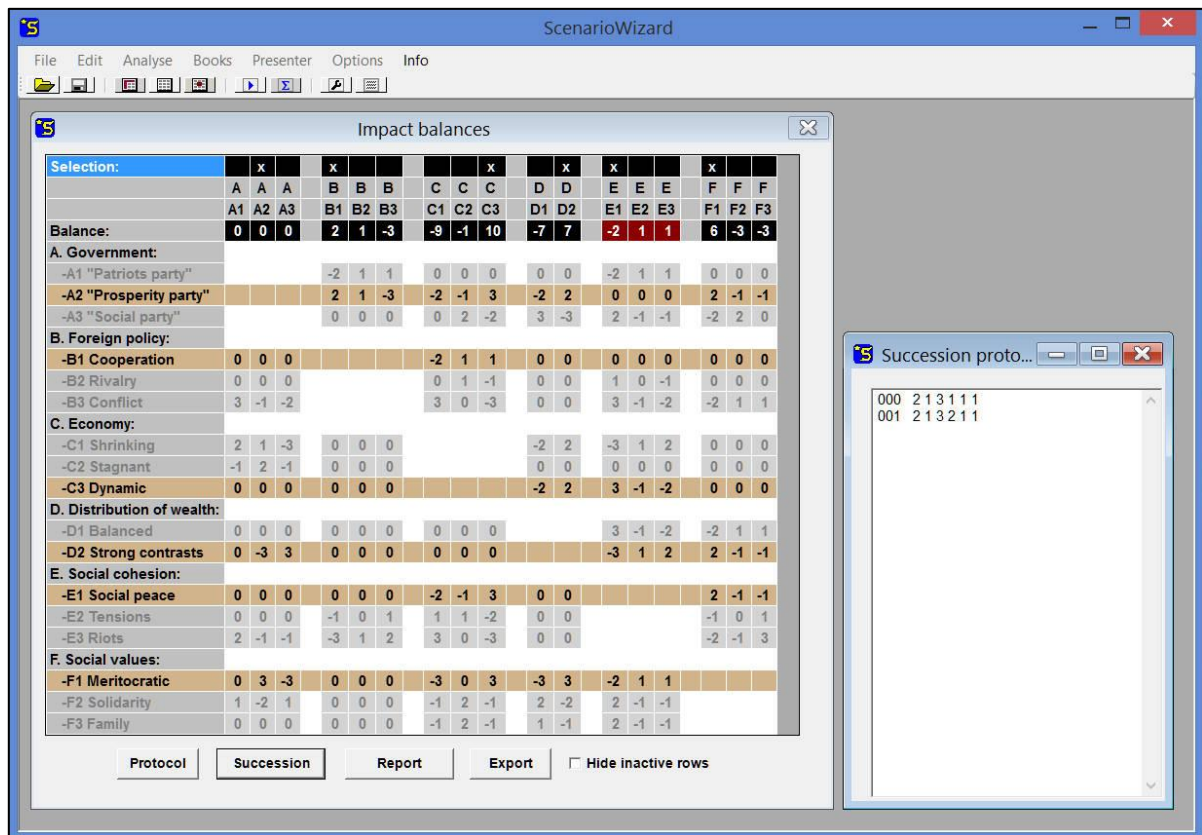 ScenarioWizard
File Edit Analyse Books Presenter Options Info
Impact balances
Selection: x x x x x x
A A A B B B C C C D D E E E F F F
A1 A2 A3 B1 B2 B3 C1 C2 C3 D1 D2 E1 E2 E3 F1 F2 F3
Balance: 0 0 0 2 1 -3 -9 -1 10 -7 7 -2 1 1 6 -3 -3
A. Government:
-A1 "Patriots party" -2 1 1 0 0 0 0 0 -2 1 1 0 0 0
-A2 "Prosperity party" 2 1 -3 -2 -1 3 -2 2 0 0 0 2 -1 -1
-A3 "Social party" 0 0 0 0 2 -2 3 -3 2 -1 -1 -2 2 0
B. Foreign policy:
-B1 Cooperation 0 0 0 -2 1 1 0 0 0 0 0 0 0 0
-B2 Rivalry 0 0 0 0 1 -1 0 0 1 0 -1 0 0 0
-B3 Conflict 3 -1 -2 3 0 -3 0 0 3 -1 -2 -2 1 1
C. Economy:
-C1 Shrinking 2 1 -3 0 0 0 -2 2 -3 1 2 0 0 0
-C2 Stagnant -1 2 -1 0 0 0 0 0 0 0 0 0 0 0
-C3 Dynamic 0 0 0 0 0 0 -2 2 3 -1 -2 0 0 0
D. Distribution of wealth:
-D1 Balanced 0 0 0 0 0 0 0 0 0 3 -1 -2 -2 1 1
-D2 Strong contrasts 0 -3 3 0 0 0 0 0 0 -3 1 2 2 -1 -1
E. Social cohesion:
-E1 Social peace 0 0 0 0 0 0 -2 -1 3 0 0 2 -1 -1
-E2 Tensions 0 0 0 -1 0 1 1 1 -2 0 0 -1 0 1
-E3 Riots 2 -1 -1 -3 1 2 3 0 -3 0 0 -2 -1 3
F. Social values:
-F1 Meritocratic 0 3 -3 0 0 0 -3 0 3 -3 3 -2 1 1
-F2 Solidarity 1 -2 1 0 0 0 -1 2 -1 2 -2 2 -1 -1
-F3 Family 0 0 0 0 0 0 -1 2 -1 1 -1 2 -1 -1
Protocol Succession Report Export Hide inactive rows
Succession proto...
000 2 1 3 1 1 1
001 2 1 3 2 1 1